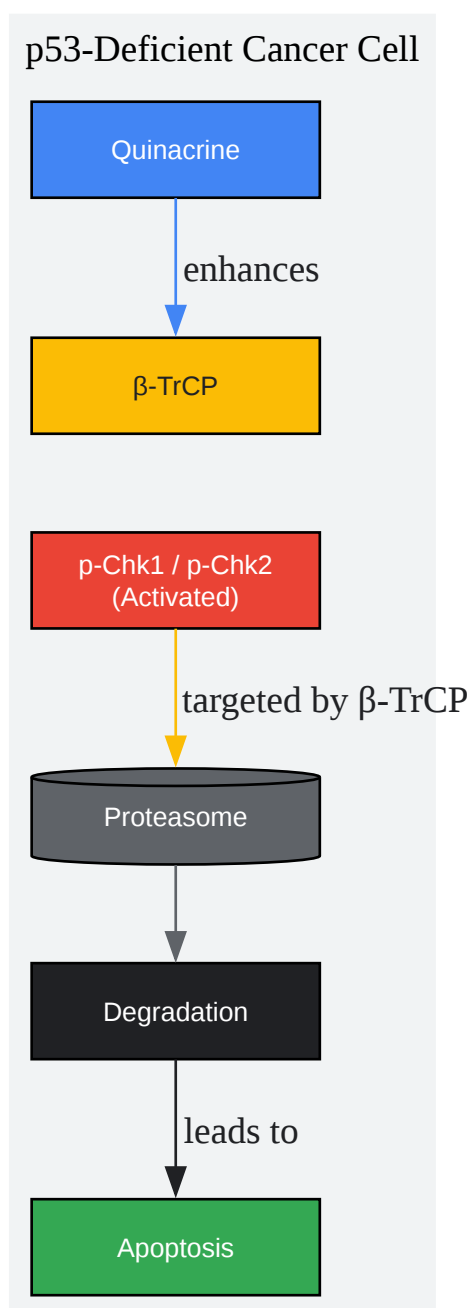 p53-Deficient Cancer Cell
Quinacrine
enhances
β-TrCP
p-Chk1 / p-Chk2
(Activated)
targeted by β-TrCP
Proteasome
Degradation
leads to
Apoptosis